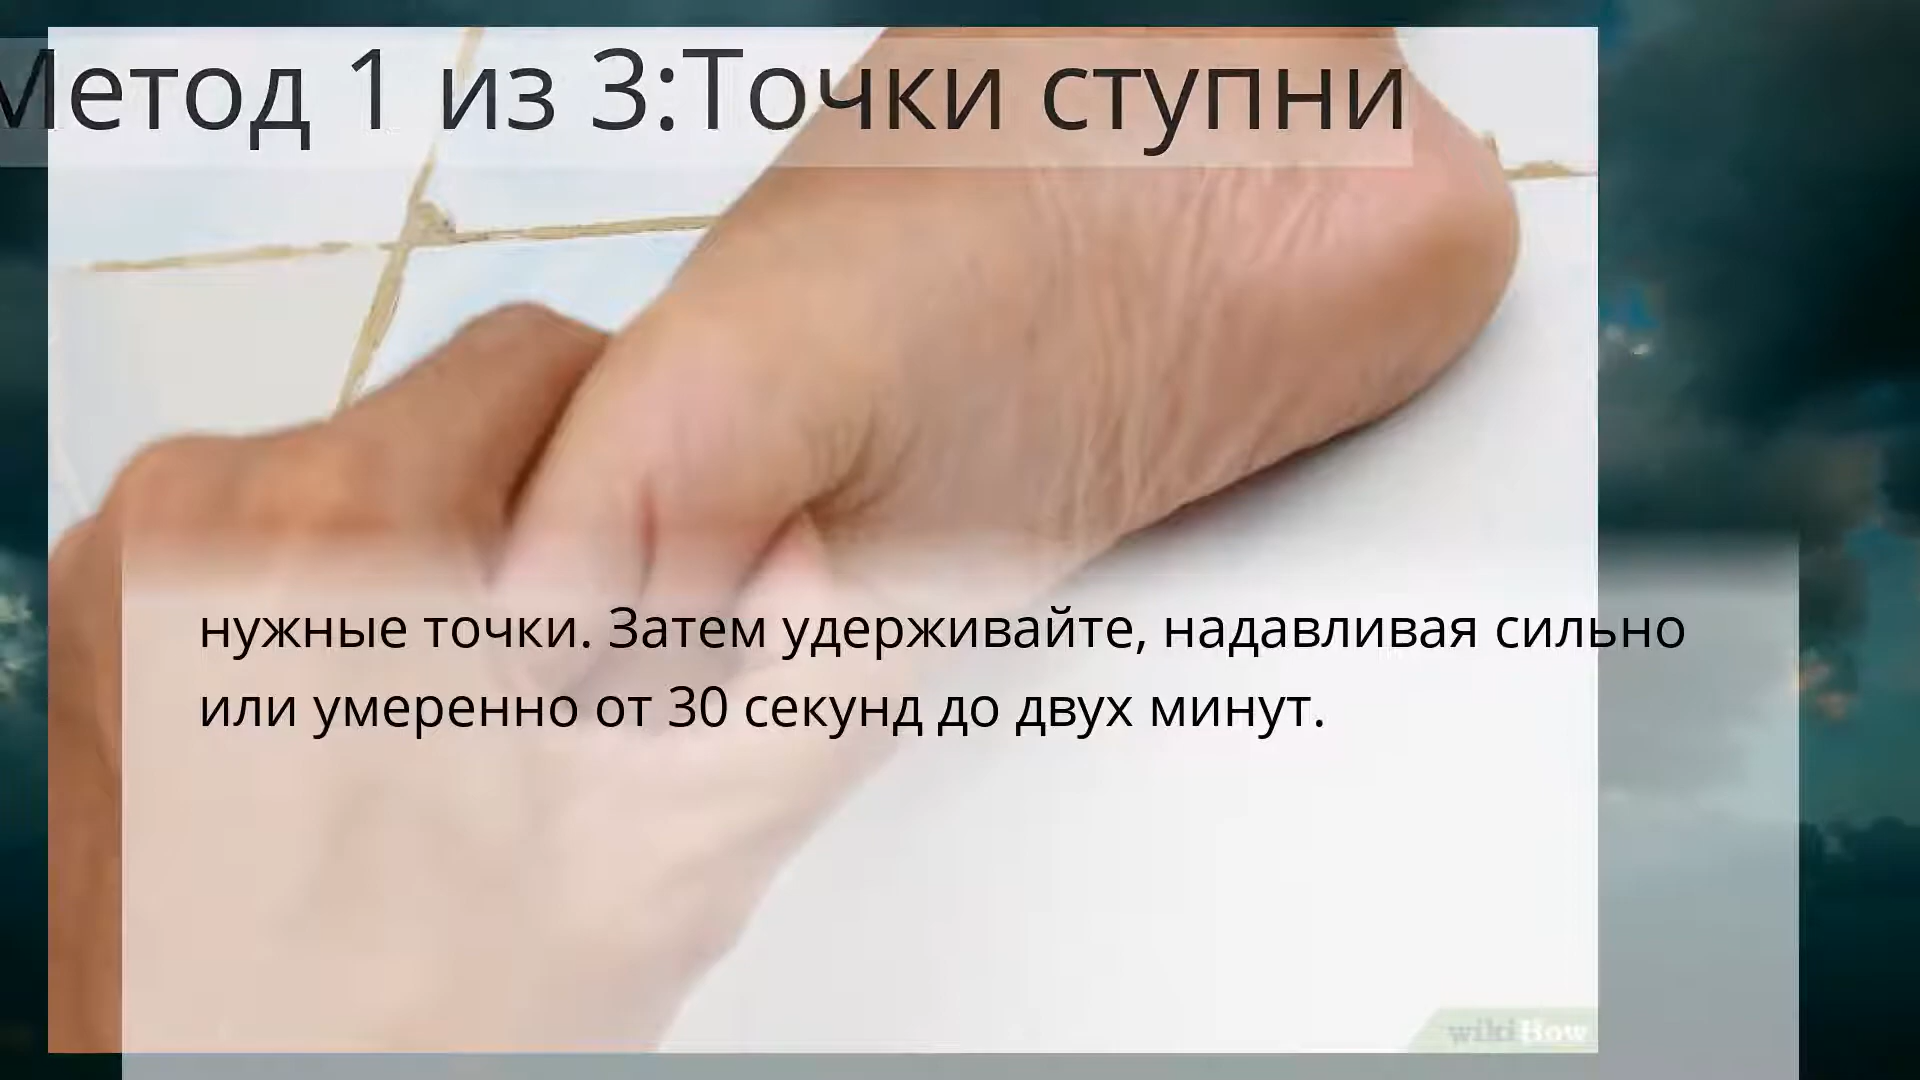 Метод 1 из 3:Точки ступни
нужные точки. Затем удерживайте, надавливая сильно
или умеренно от 30 секунд до двух минут.
wikiHow